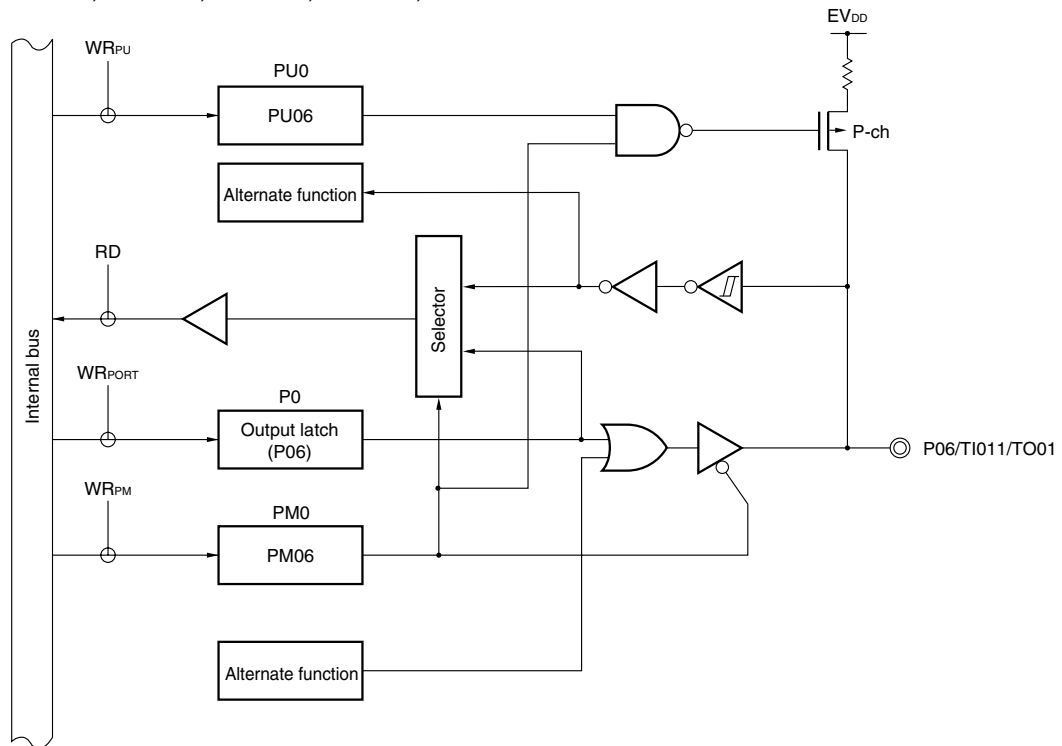 EVDD
WRPU
PU0
PU06
P-ch
Alternate function
RD
Selector
Internal bus
WRPORT
P0
Output latch
(P06)
P06/TI011/TO01
WRPM
PM0
PM06
Alternate function